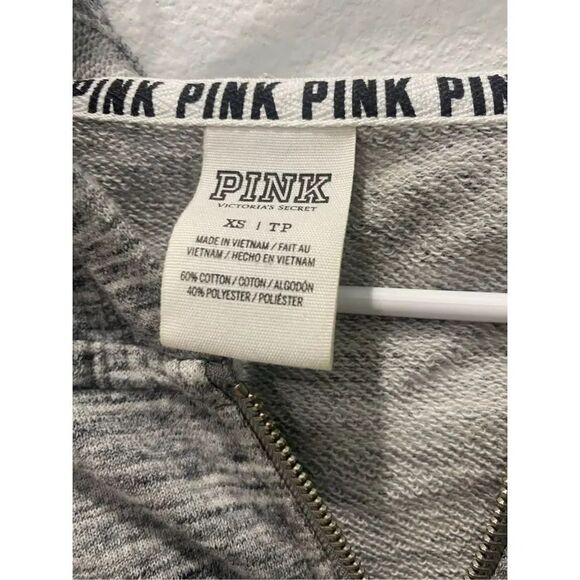 PINK PINK PINK PIN
PINK
VICTORIA'S SECRET
XS | TP
MADE IN VIETNAM / FAIT AU
VIETNAM / HECHO EN VIETNAM
60% COTTON / COTON / ALGODÓN
40% POLYESTER / POLIÉSTER